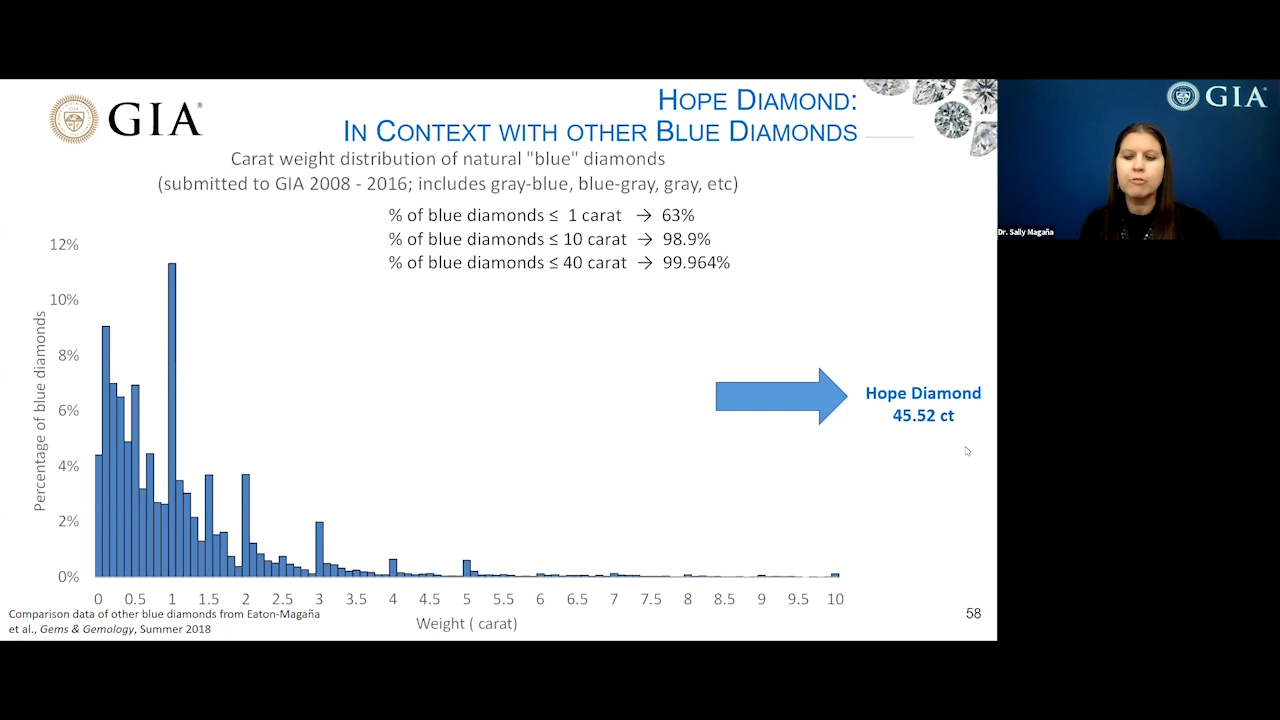 GIA®
HOPE DIAMOND:
IN CONTEXT WITH OTHER BLUE DIAMONDS
Carat weight distribution of natural "blue" diamonds
(submitted to GIA 2008 - 2016; includes gray-blue, blue-gray, gray, etc)
% of blue diamonds ≤ 1 carat → 63%
% of blue diamonds ≤ 10 carat → 98.9%
% of blue diamonds ≤ 40 carat → 99.964%
12%
10%
8%
6%
4%
2%
0%
Percentage of blue diamonds
Hope Diamond
45.52 ct
0 0.5 1 1.5 2 2.5 3 3.5 4 4.5 5 5.5 6 6.5 7 7.5 8 8.5 9 9.5 10
Weight ( carat)
Comparison data of other blue diamonds from Eaton-Magaña
et al., Gems & Gemology, Summer 2018
58
GIA
Dr. Sally Magaña